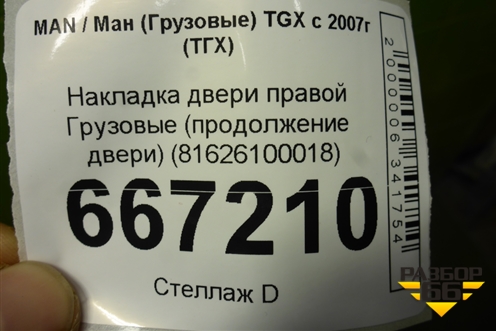 MAN / Ман (Грузовые) TGX с 2007г
(ТГХ)
Накладка двери правой
Грузовые (продолжение
двери) (81626100018)
667210
Стеллаж D
2000006341754
РАЗБОР
66